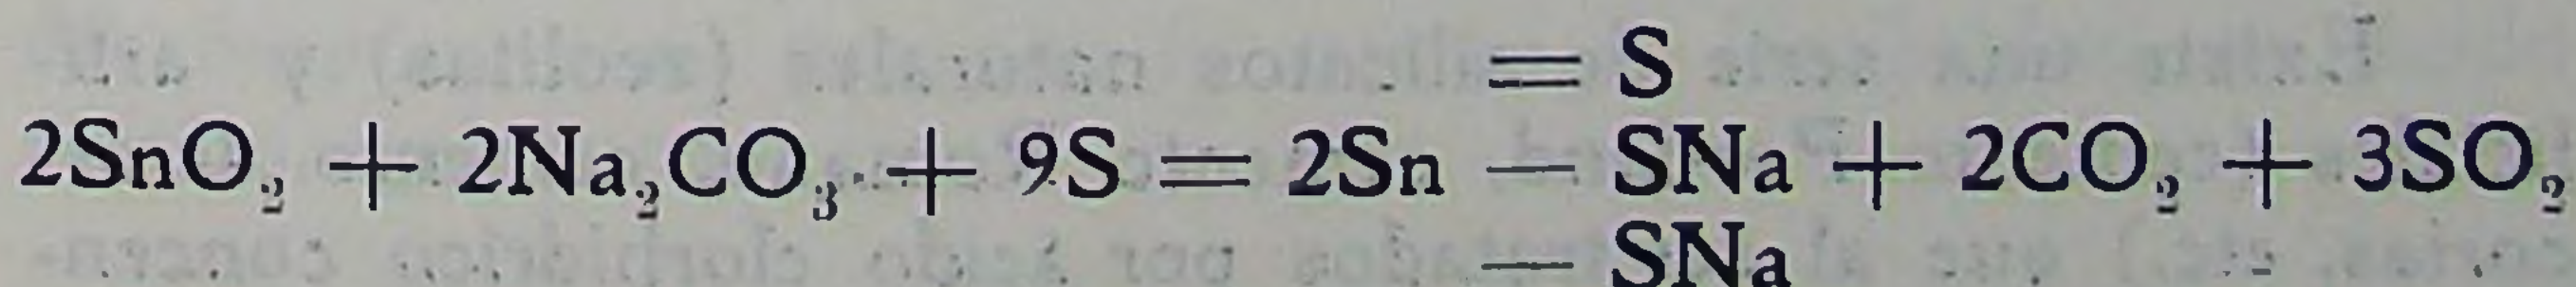 = S
2SnO₂ + 2Na₂CO₃ + 9S = 2Sn — SNa + 2CO₂ + 3SO₂
— SNa